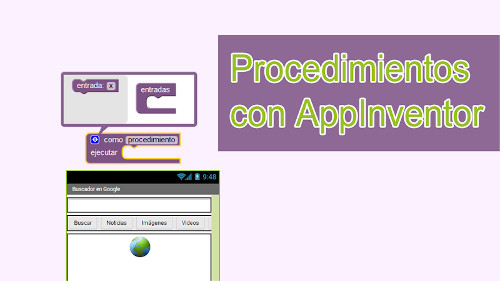 Procedimientos
con AppInventor
entrada: x
entradas
como procedimiento
ejecutar
9:48
Buscador en Google
Buscar Noticias Imágenes Videos